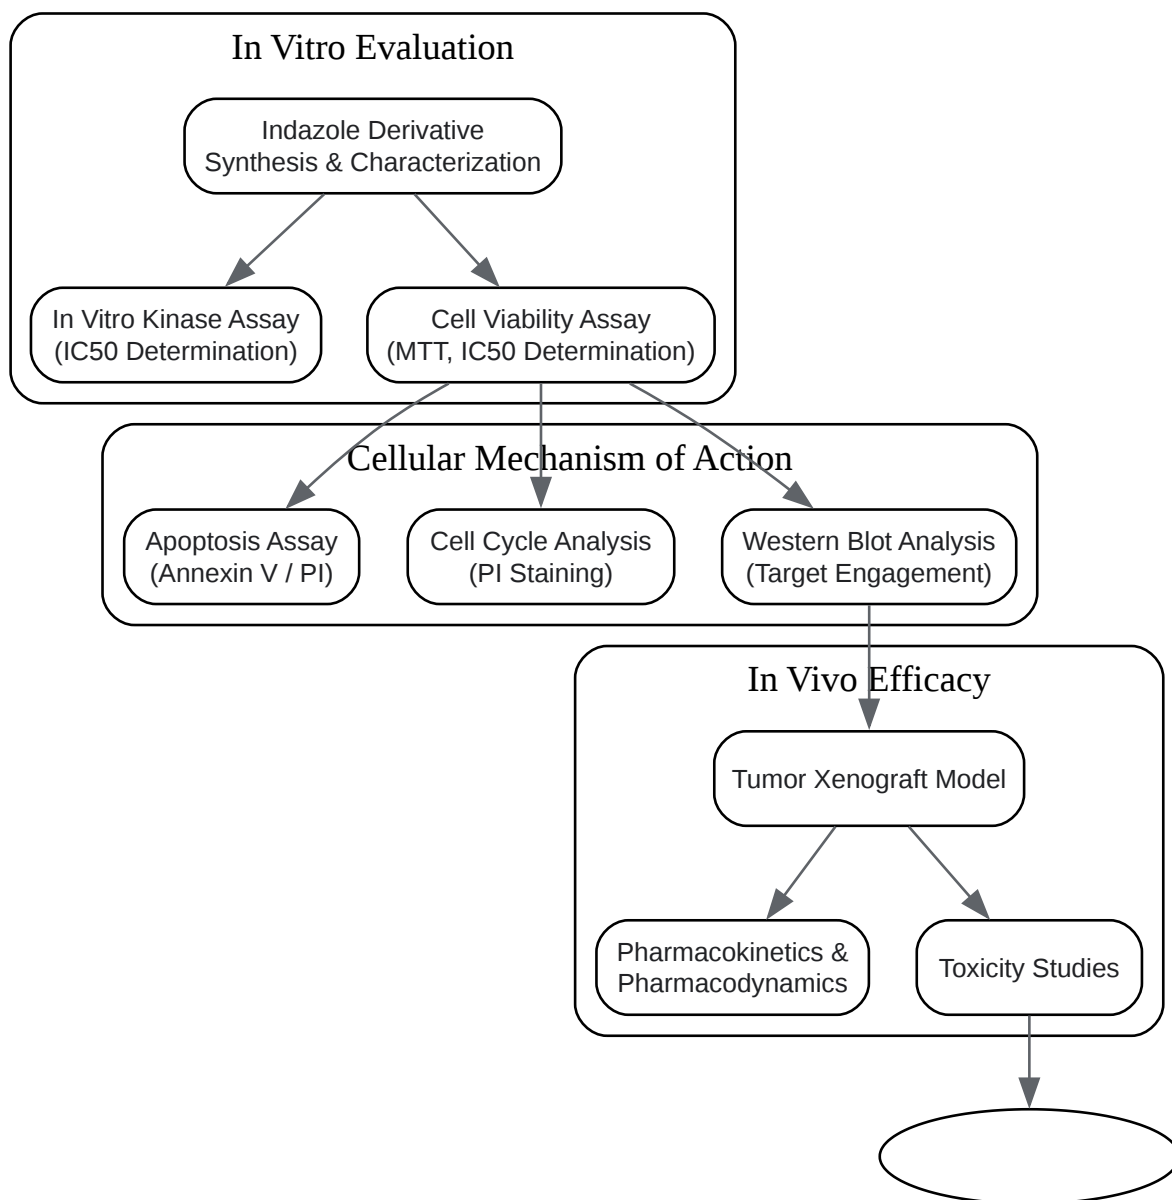 In Vitro Evaluation
Indazole Derivative
Synthesis & Characterization
In Vitro Kinase Assay
(IC50 Determination)
Cell Viability Assay
(MTT, IC50 Determination)
Cellular Mechanism of Action
Apoptosis Assay
(Annexin V / PI)
Cell Cycle Analysis
(PI Staining)
Western Blot Analysis
(Target Engagement)
In Vivo Efficacy
Tumor Xenograft Model
Pharmacokinetics &
Pharmacodynamics
Toxicity Studies